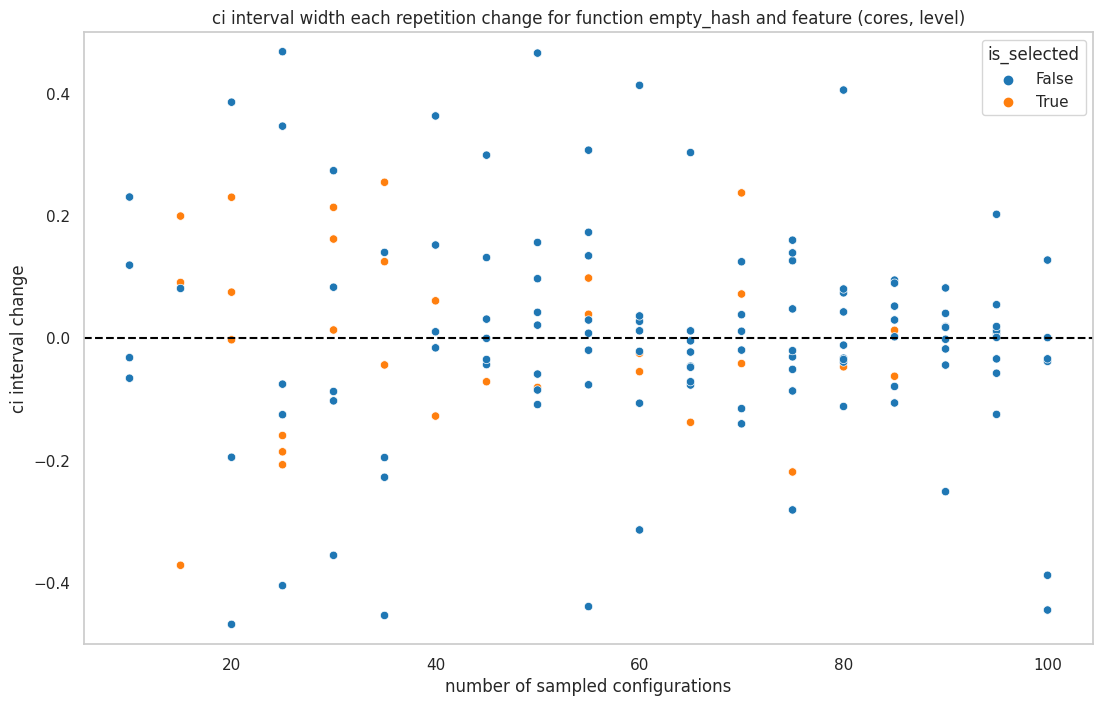 ci interval width each repetition change for function empty_hash and feature (cores, level)
is_selected
False
True
0.4
0.2
0.0
−0.2
−0.4
ci interval change
20 40 60 80 100
number of sampled configurations